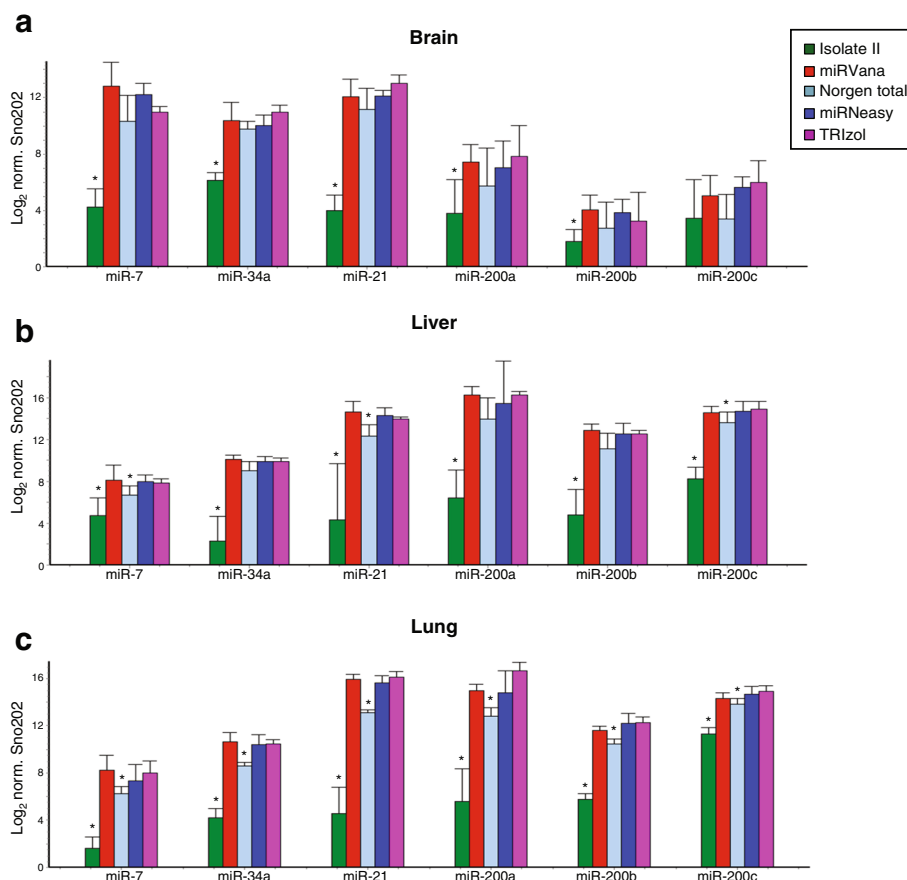 a
Brain
Isolate II
miRVana
Norgen total
miRNeasy
TRIzol
Log2 norm. Sno202
12
8
4
0
* * * * *
miR-7 miR-34a miR-21 miR-200a miR-200b miR-200c
b
Liver
Log2 norm. Sno202
16
12
8
4
0
* * * * * * * * *
miR-7 miR-34a miR-21 miR-200a miR-200b miR-200c
c
Lung
Log2 norm. Sno202
16
12
8
4
0
* * * * * * * * * * * *
miR-7 miR-34a miR-21 miR-200a miR-200b miR-200c